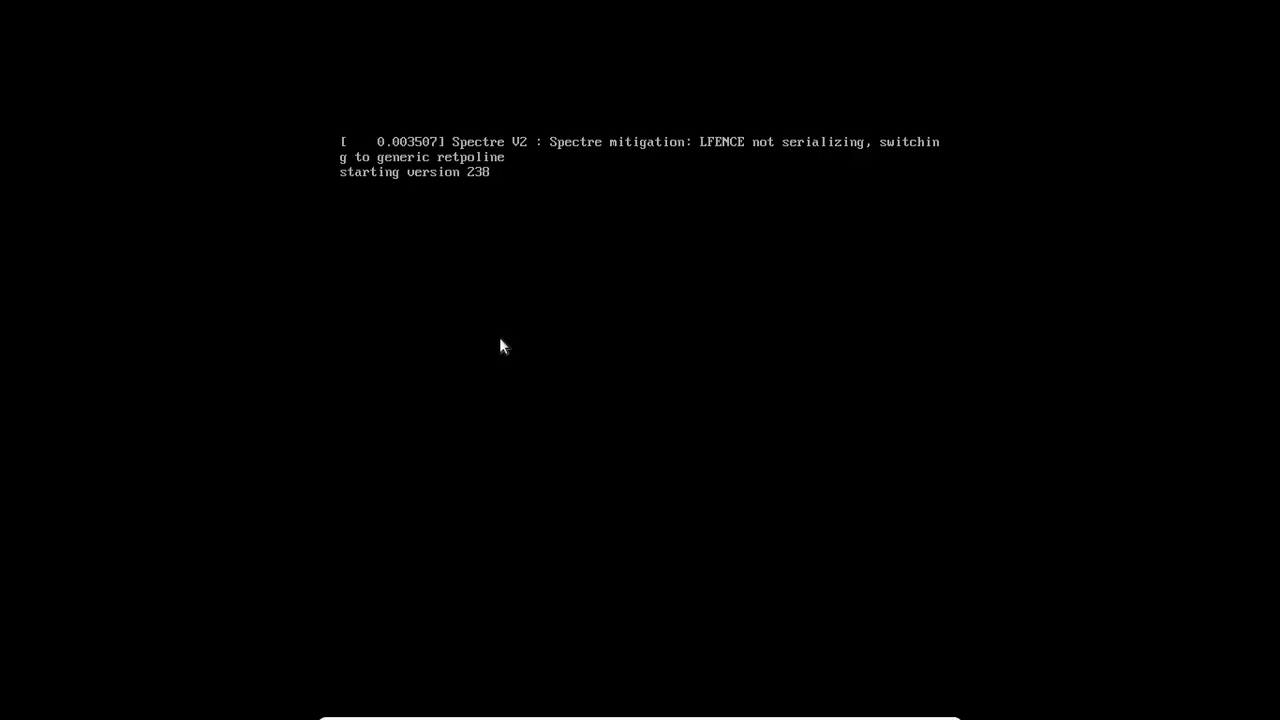 [    0.003507] Spectre V2 : Spectre mitigation: LFENCE not serializing, switchin
g to generic retpoline
starting version 238